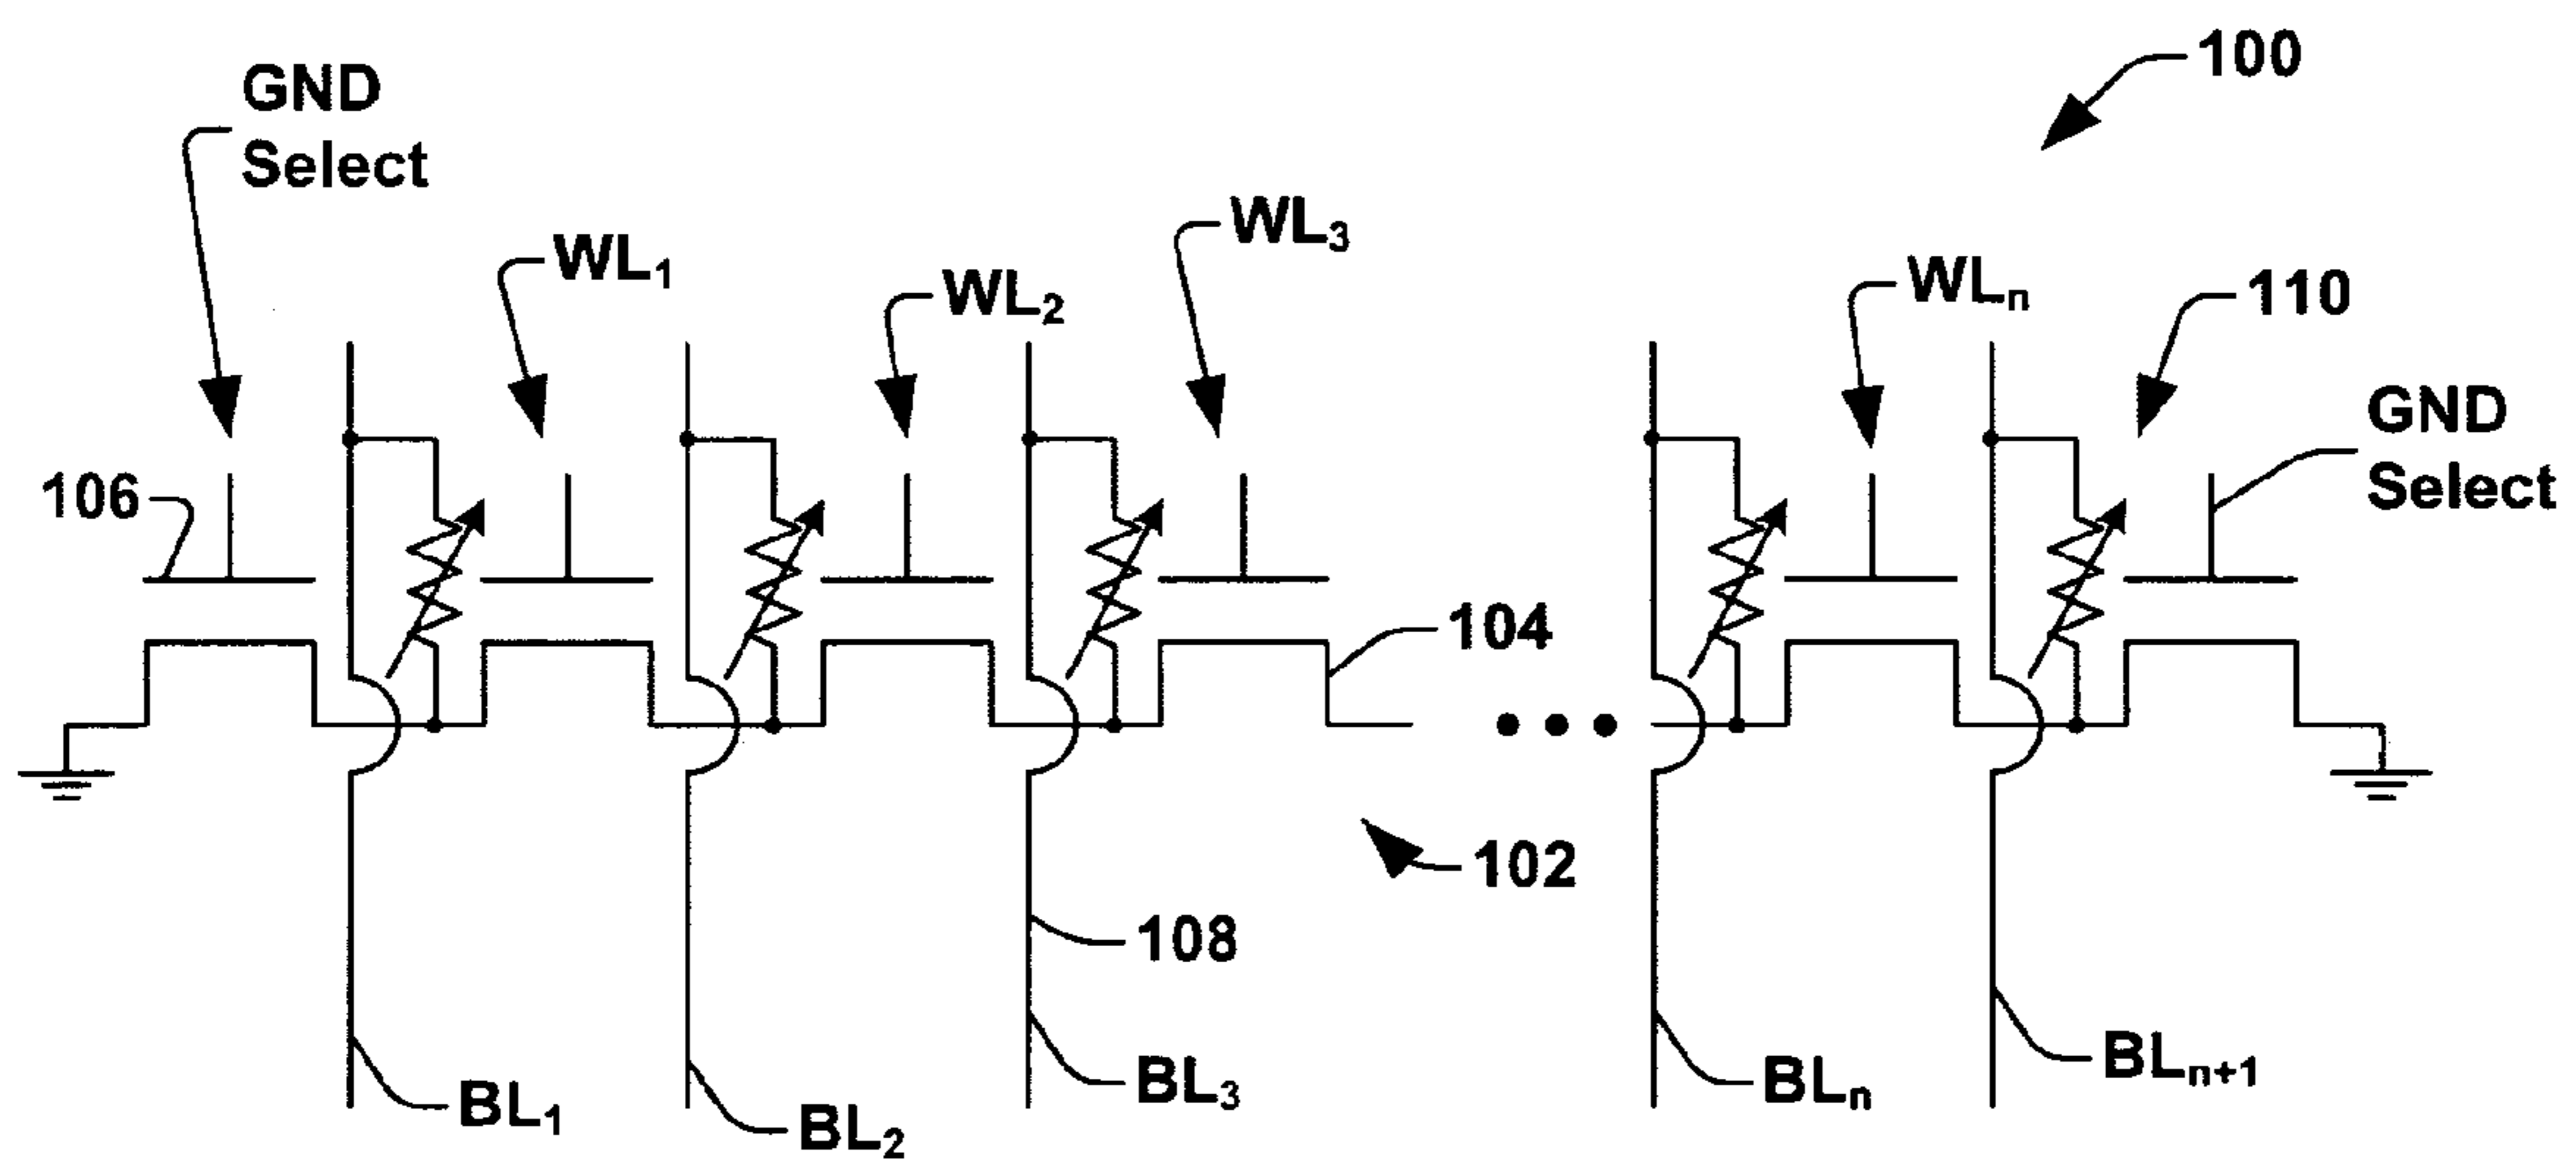 100
GND
Select
WL₁
WL₂
WL₃
WLₙ
110
GND
Select
106
104
102
108
BL₁
BL₂
BL₃
BLₙ
BLₙ₊₁